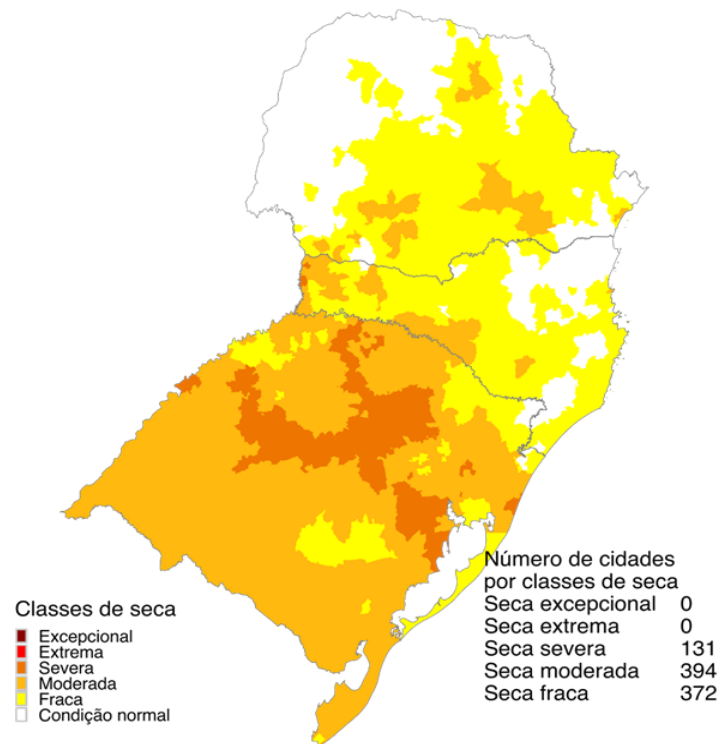 Número de cidades
por classes de seca
Seca excepcional 0
Seca extrema 0
Seca severa 131
Seca moderada 394
Seca fraca 372
Classes de seca
Excepcional
Extrema
Severa
Moderada
Fraca
Condição normal